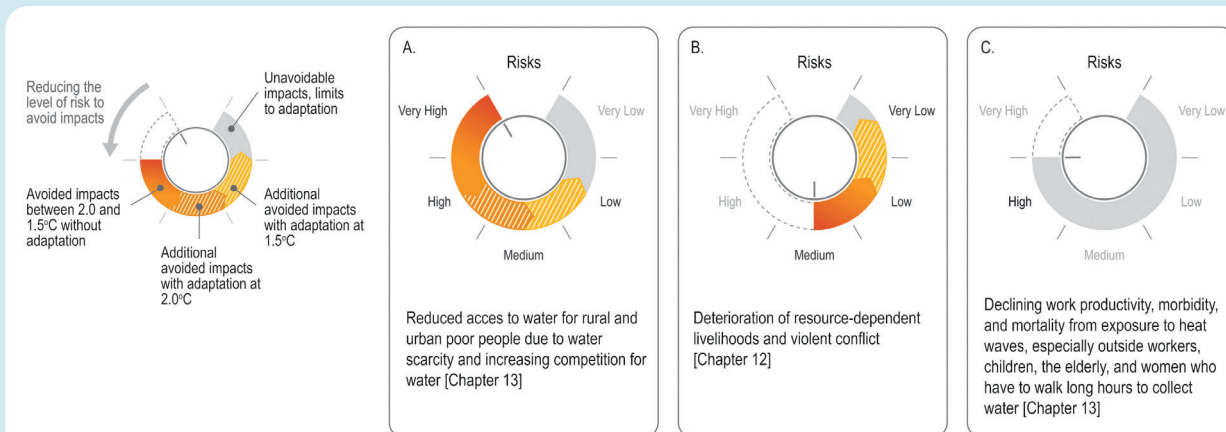 Reducing the
level of risk to
avoid impacts
Unavoidable
impacts, limits
to adaptation
Avoided impacts
between 2.0 and
1.5°C without
adaptation
Additional
avoided impacts
with adaptation at
2.0°C
Additional
avoided impacts
with adaptation at
1.5°C
A.
Risks
Very High
Very Low
High
Low
Medium
Reduced acces to water for rural and
urban poor people due to water
scarcity and increasing competition for
water [Chapter 13]
B.
Risks
Very High
Very Low
High
Low
Medium
Deterioration of resource-dependent
livelihoods and violent conflict
[Chapter 12]
C.
Risks
Very High
Very Low
High
Low
Medium
Declining work productivity, morbidity,
and mortality from exposure to heat
waves, especially outside workers,
children, the elderly, and women who
have to walk long hours to collect
water [Chapter 13]